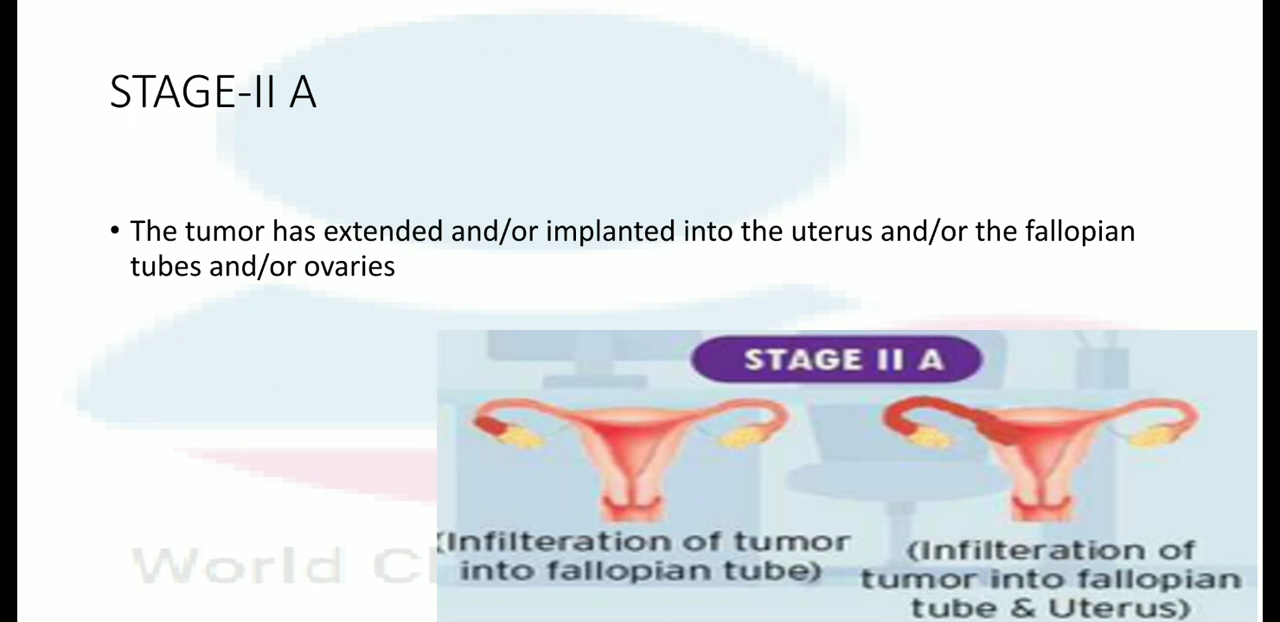 STAGE-II A
• The tumor has extended and/or implanted into the uterus and/or the fallopian
tubes and/or ovaries
STAGE II A
(Infilteration of tumor
into fallopian tube)
(Infilteration of
tumor into fallopian
tube & Uterus)
World C